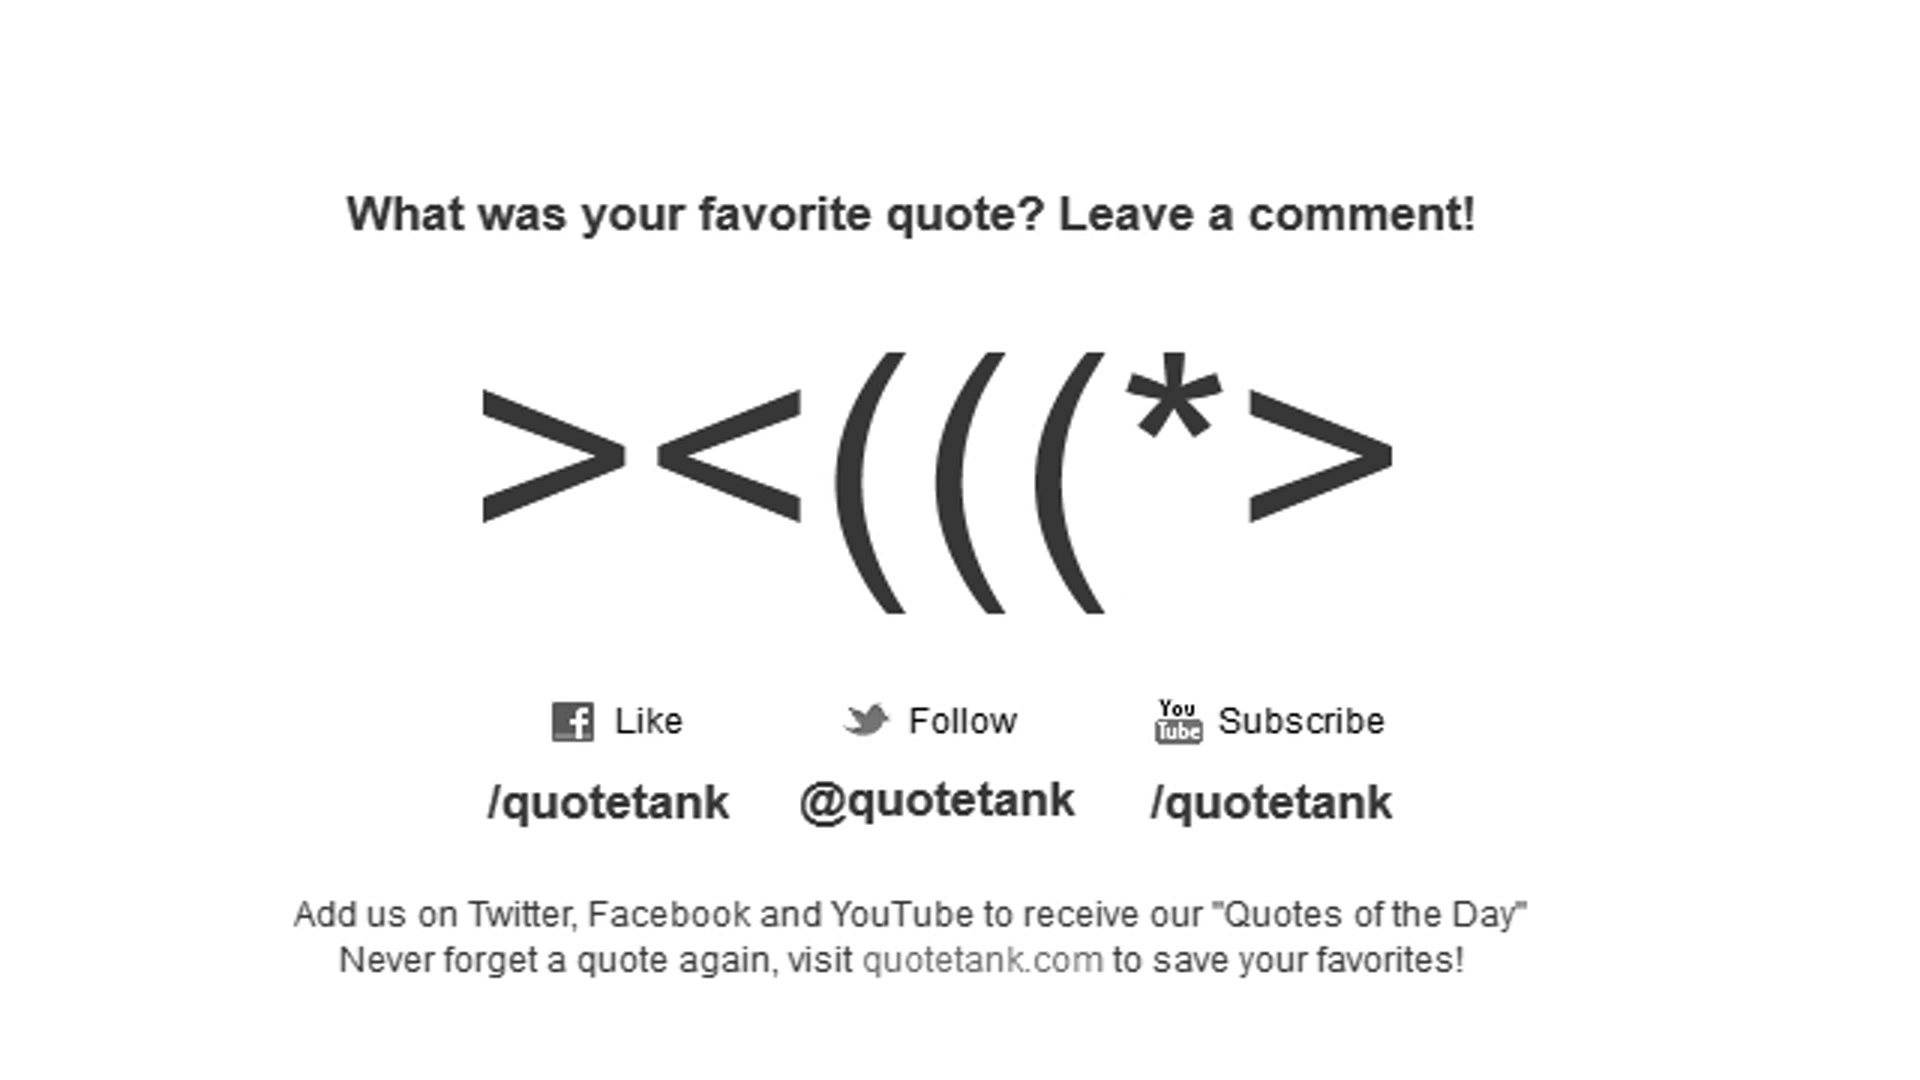 What was your favorite quote? Leave a comment!
><(((*>
f Like Follow You Tube Subscribe
/quotetank @quotetank /quotetank
Add us on Twitter, Facebook and YouTube to receive our "Quotes of the Day"
Never forget a quote again, visit quotetank.com to save your favorites!